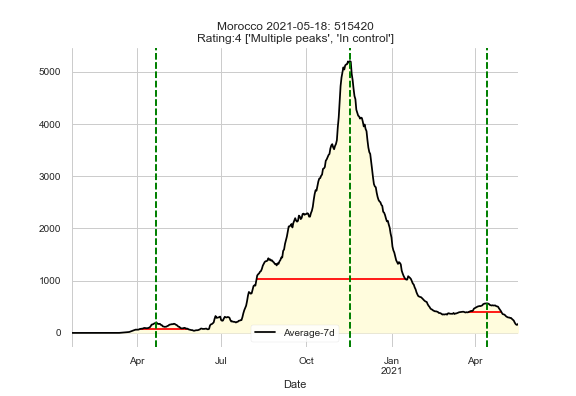 Morocco 2021-05-18: 515420
Rating:4 ['Multiple peaks', 'In control']
5000
4000
3000
2000
1000
0
Average-7d
Apr
Jul
Oct
Jan
2021
Apr
Date